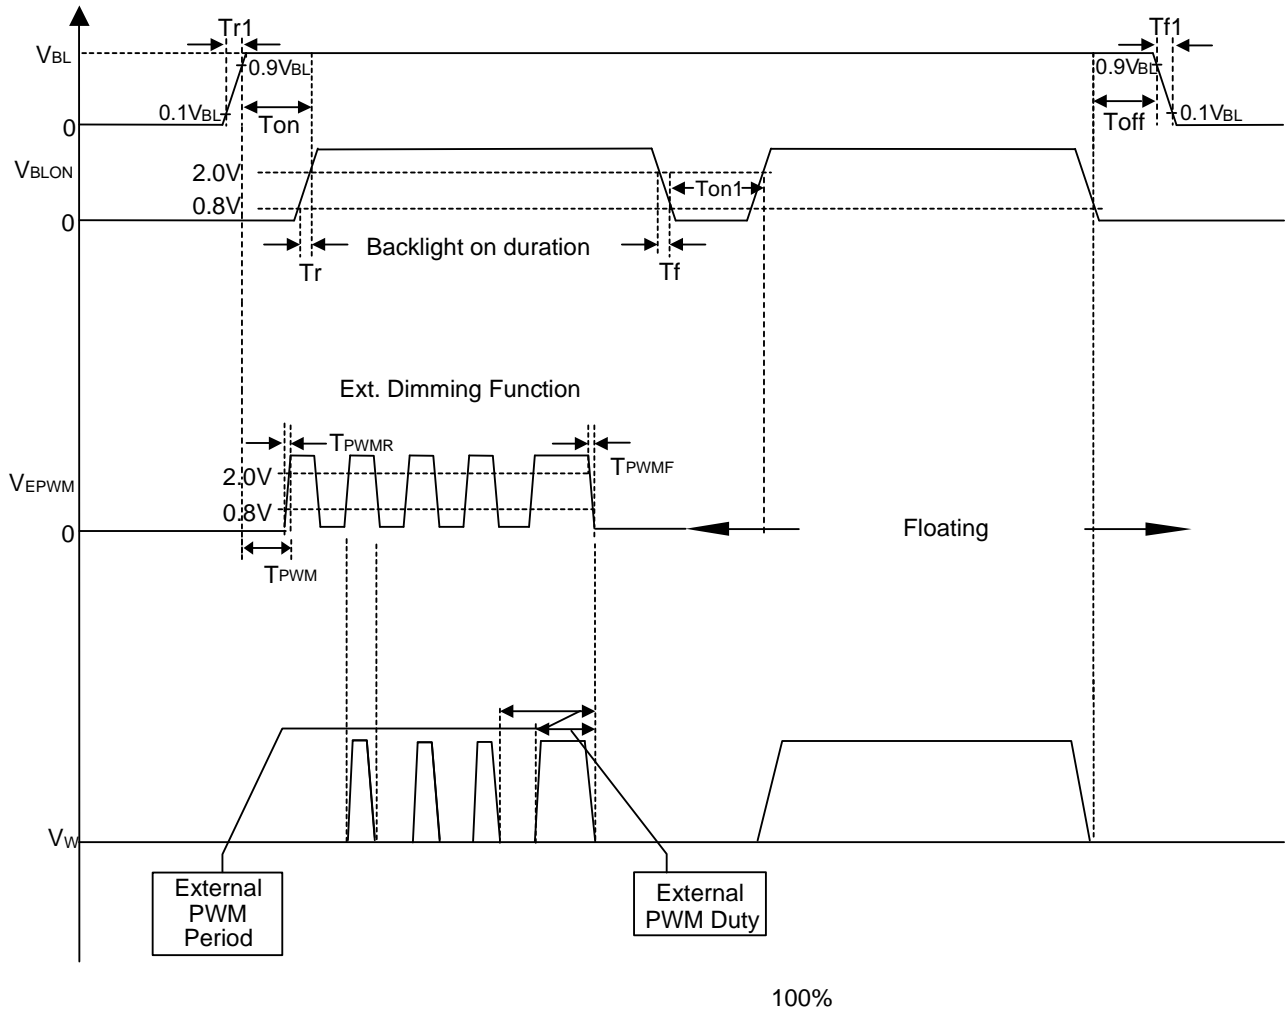 Tr1
Tf1
VBL
0.9VBL
0.9VBL
0.1VBL
0.1VBL
0
Ton
Toff
VBLON
2.0V
Ton1
0.8V
0
Backlight on duration
Tr
Tf
Ext. Dimming Function
TPWMR
TPWMF
VEPWM
2.0V
0.8V
0
Floating
TPWM
VW
External
PWM
Period
External
PWM Duty
100%